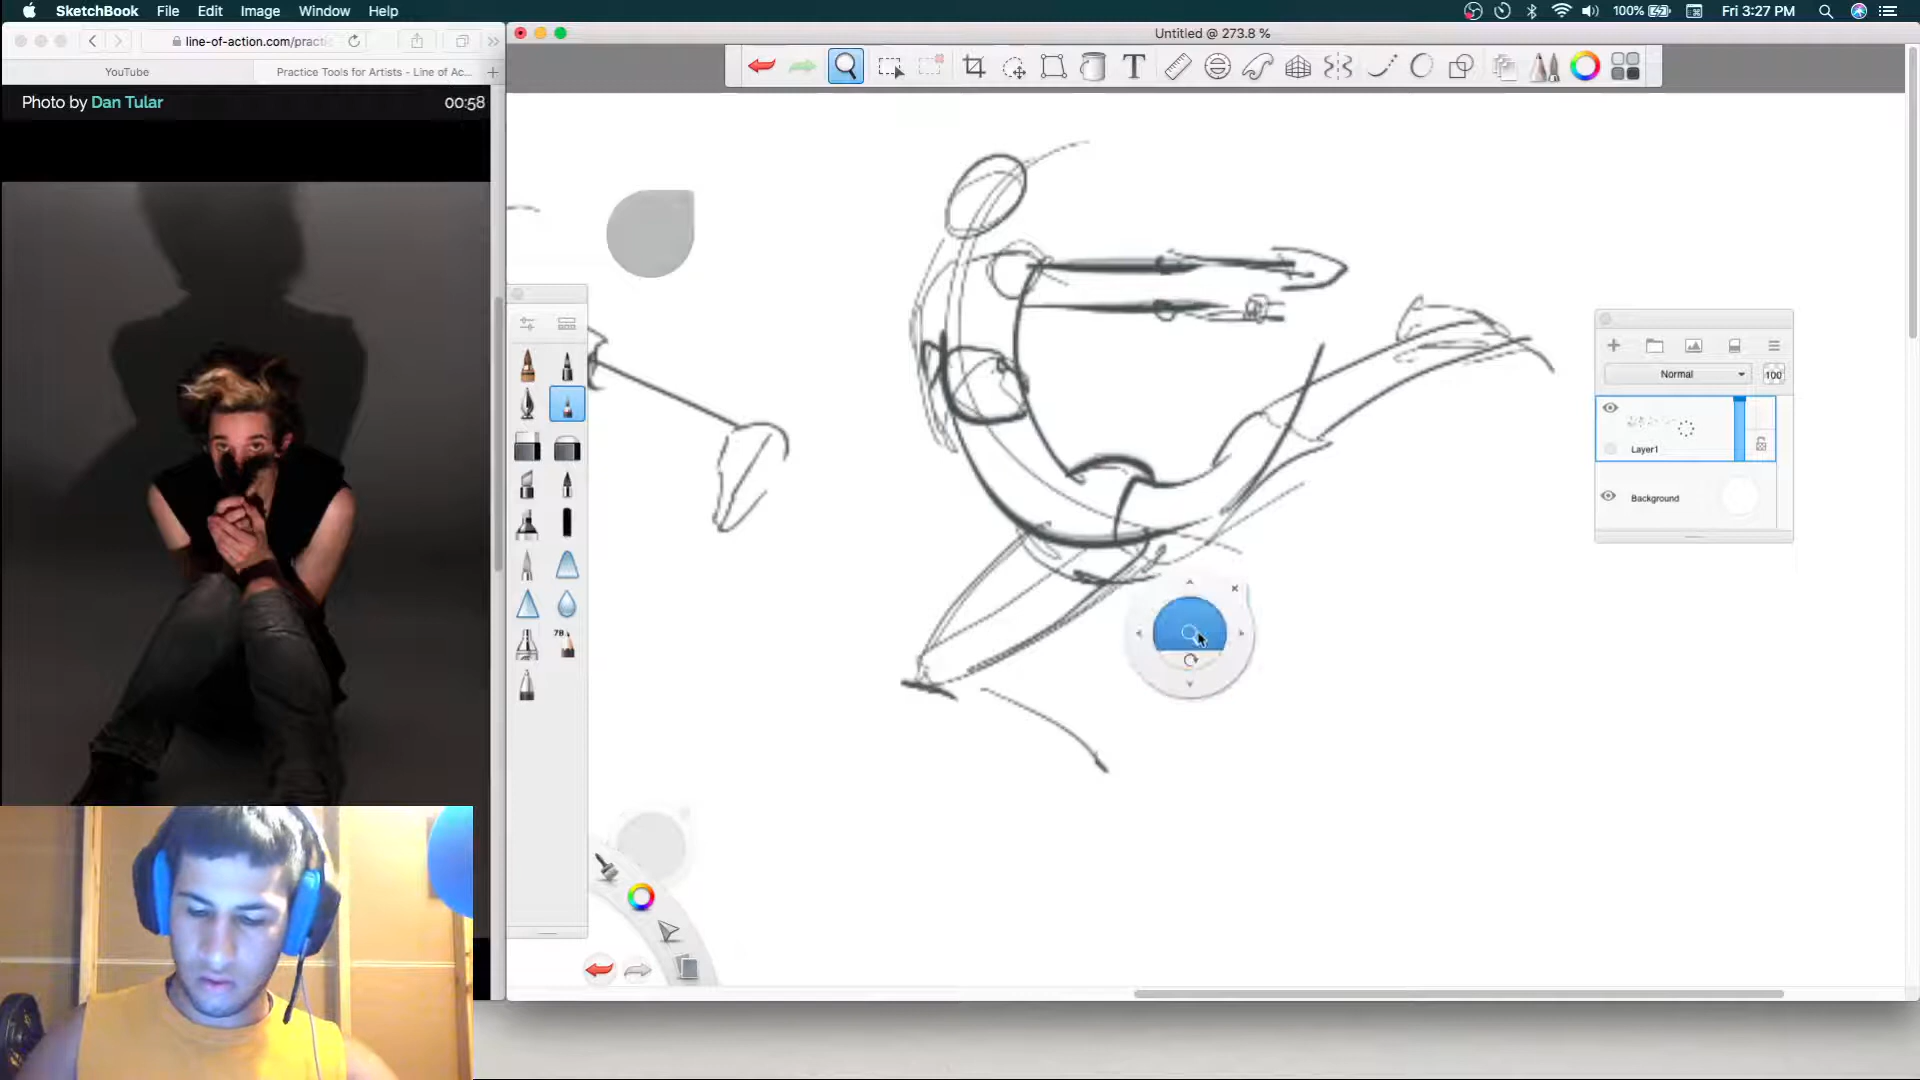 SketchBook File Edit Image Window Help
100% Fri 3:27 PM
line-of-action.com/practi
Untitled @ 273.8 %
YouTube
Practice Tools for Artists - Line of Ac...
Photo by Dan Tular
00:58
T
Normal
100
Layer1
Background
7B